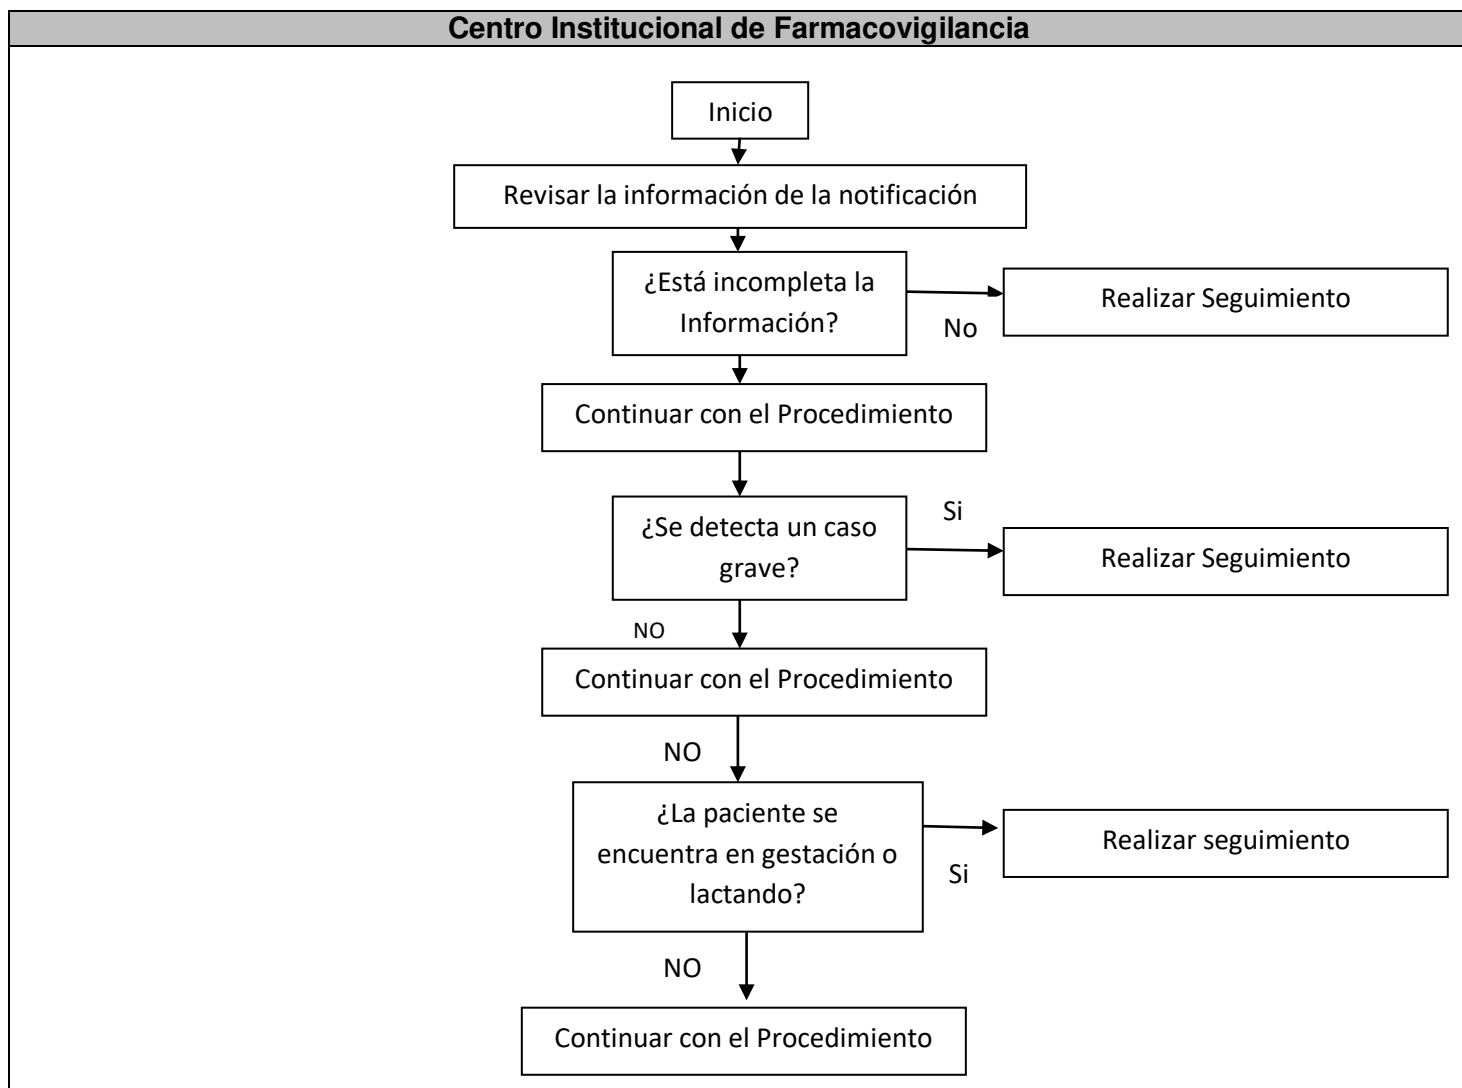 Centro Institucional de Farmacovigilancia
Inicio
Revisar la información de la notificación
¿Está incompleta la
Información?
No
Realizar Seguimiento
Continuar con el Procedimiento
¿Se detecta un caso
grave?
Si
Realizar Seguimiento
NO
Continuar con el Procedimiento
NO
¿La paciente se
encuentra en gestación o
lactando?
Si
Realizar seguimiento
NO
Continuar con el Procedimiento